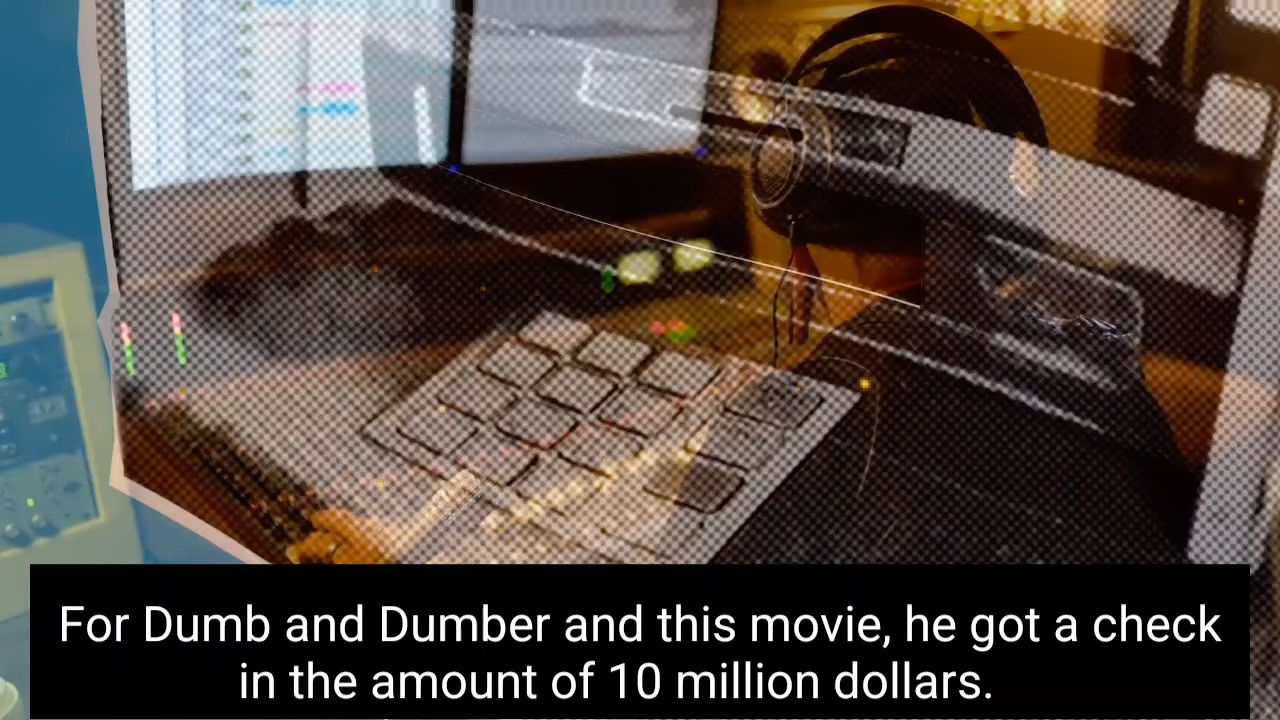 For Dumb and Dumber and this movie, he got a check
in the amount of 10 million dollars.